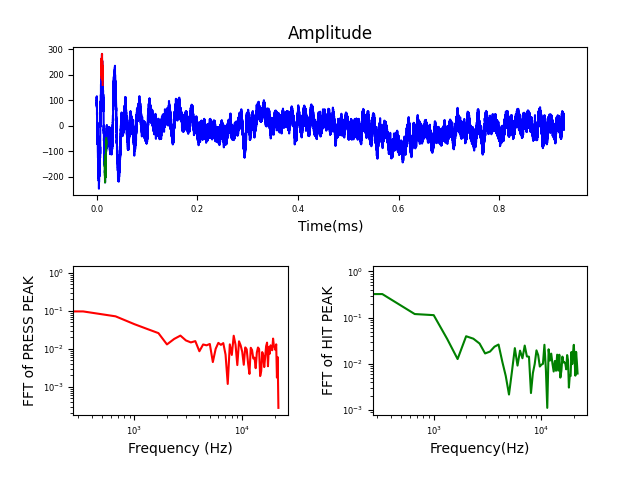 Amplitude
300
200
100
0
−100
−200
0.0 0.2 0.4 0.6 0.8
Time(ms)
FFT of PRESS PEAK
10⁰
10⁻¹
10⁻²
10⁻³
10³ 10⁴
Frequency (Hz)
FFT of HIT PEAK
10⁰
10⁻¹
10⁻²
10⁻³
10³ 10⁴
Frequency(Hz)